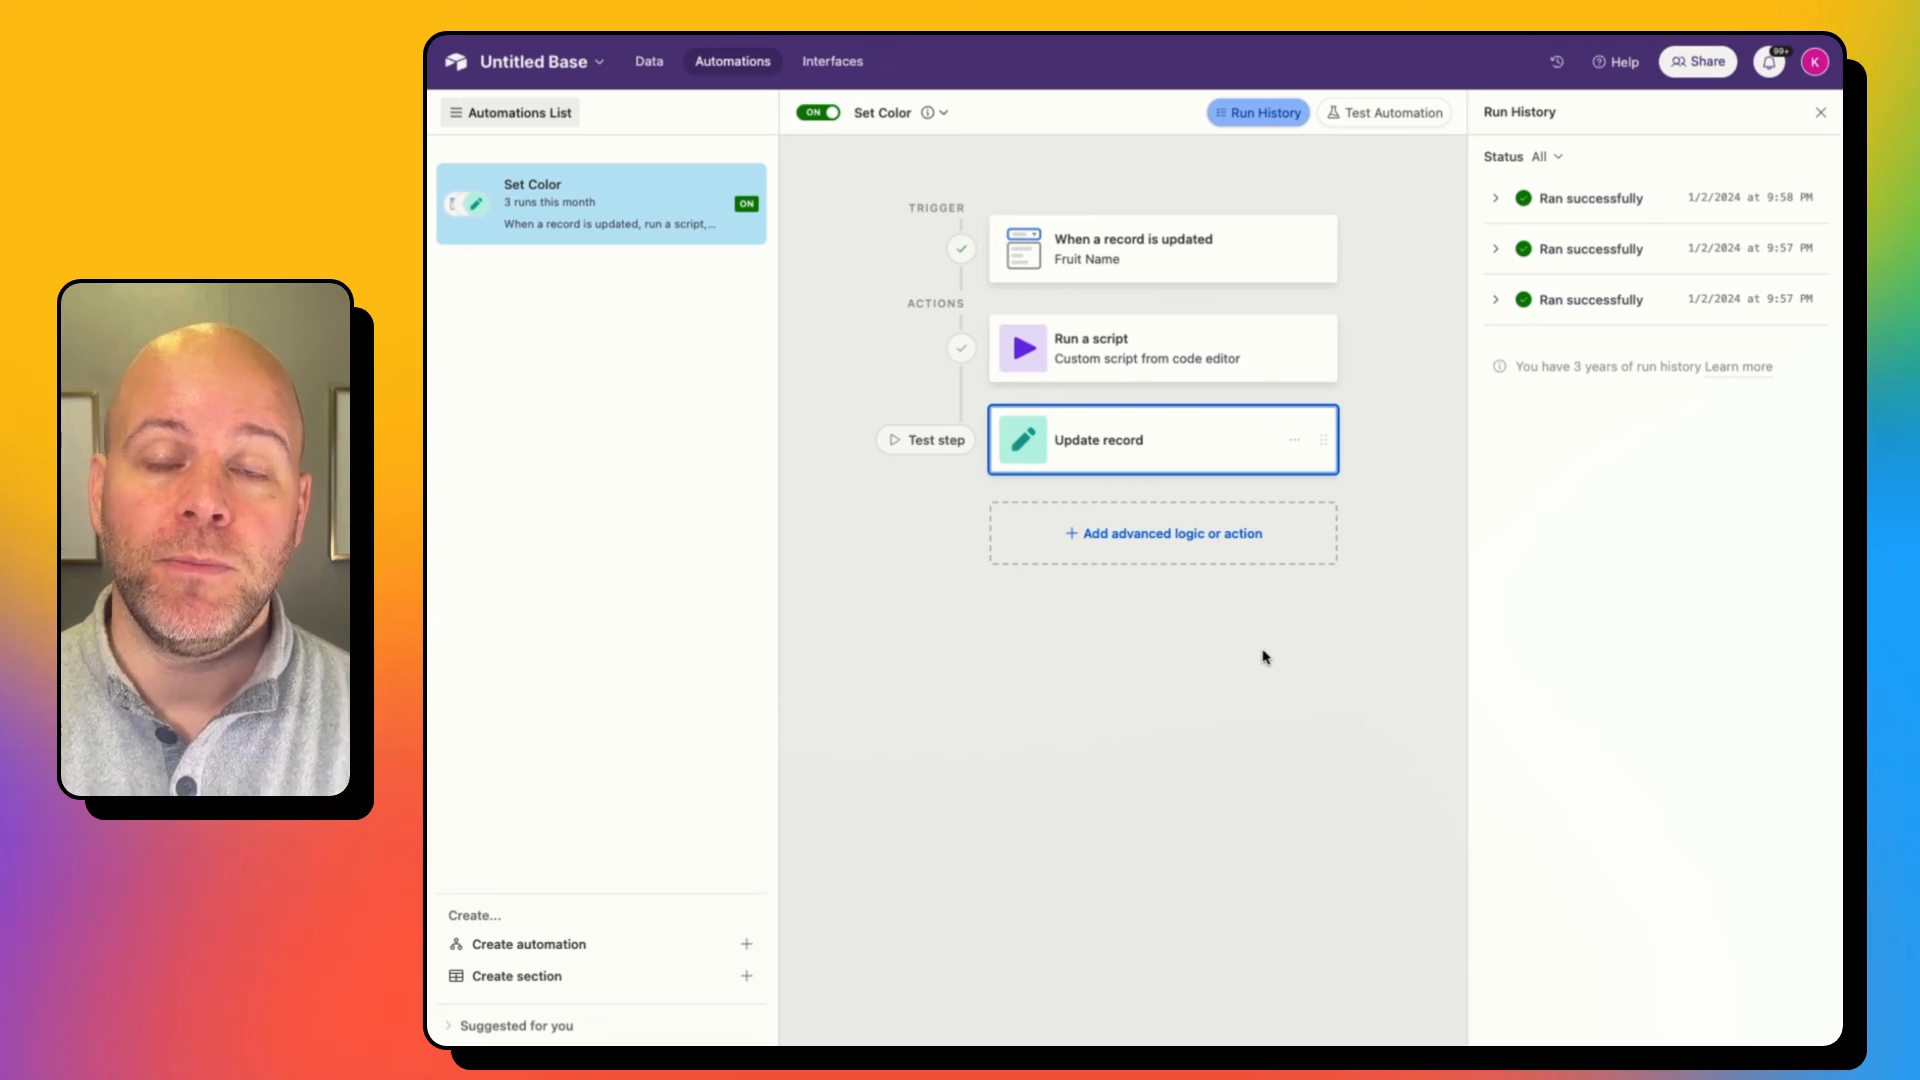 Untitled Base
Data
Automations
Interfaces
Help
Share
99+
K
Automations List
ON
Set Color
Run History
Test Automation
Run History
Status All
Set Color
3 runs this month
When a record is updated, run a script,...
ON
TRIGGER
When a record is updated
Fruit Name
ACTIONS
Run a script
Custom script from code editor
Test step
Update record
+ Add advanced logic or action
Ran successfully 1/2/2024 at 9:58 PM
Ran successfully 1/2/2024 at 9:57 PM
Ran successfully 1/2/2024 at 9:57 PM
You have 3 years of run history Learn more
Create...
Create automation
Create section
Suggested for you